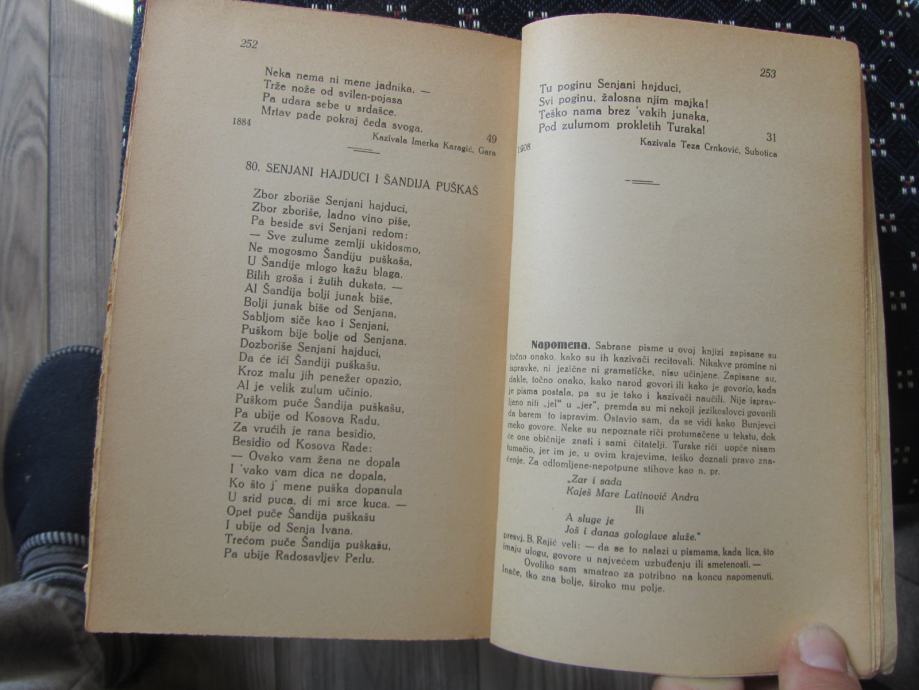 252
Neka nema ni mene jadnika. —
Trže nože od svilen-pojasa
Pa udara sebe u srdašce.
Mrtav pade pokraj čeda svoga.
49
1884
Kazivala Imerka Karagić, Gara
80. SENJANI HAJDUCI I ŠANDIJA PUŠKAŠ
Zbor zboriše Senjani hajduci,
Zbor zboriše, ladno vino piše,
Pa beside svi Senjani redom:
— Sve zulume zemlji ukidosmo,
Ne mogosmo Šandiju puškaša,
U Šandije mlogo kažu blaga.
Bilih groša i žutih dukata. —
Al Šandija bolji junak biše,
Bolji junak biše od Senjana,
Sabljom siče kao i Senjani,
Puškom bije bolje od Senjana.
Dozboriše Senjani hajduci,
Da će ići Šandiji puškašu.
Kroz malu jih penežer opazio,
Al je velik zulum učinio.
Puškom puče Šandija puškašu,
Pa ubije od Kosova Radu,
Za vrućih je rana besidio,
Besidio od Kosova Rade:
— Ovako vam žena ne dopala
I 'vako vam dica ne dopala,
Ko što j' mene puška dopanula
U srid puca, di mi srce kuca. —
Opet puče Šandija puškašu
I ubije od Senja Ivana.
Trećom puče Šandija puškašu,
Pa ubije Radosavljev Perlu.
253
Tu poginu Senjani hajduci,
Svi poginu, žalosna njim majka!
Teško nama brez 'vakih junaka,
Pod zulumom prokletih Turaka!
31
1908
Kazivala Teza Crnković, Subotica
Napomena. Sabrane pisme u ovoj knjizi zapisane su
točno onako, kako su ih kazivači recitovali. Nikakve promine ni
ispravke, ni jezične ni gramatičke, nisu učinjene. Zapisane su,
dakle, točno onako, kako narod govori ili kako je govorio, kada
je pisma postala, pa su je tako i kazivači naučili. Nije isprav-
ljeno niti „jel" u „jer", premda su mi nekoji jezikoslovci govorili
da barem to ispravim. Ostavio sam, da se vidi kako Bunjevci
meko govore. Neke su nepoznate riči protumačene u tekstu, dok
će one običnije znati i sami čitatelji. Turske riči uopće nisam
tumačio, jer im je, u ovim krajevima, teško doznati pravo zna-
čenje. Za odlomljene-nepotpune stihove kao n. pr.
„Zar i sada
Kaješ Mare Latinović Andru
Ili
A sluge je
Još i danas gologlave služe."
presvj. B. Rajić veli: — da se to nalazi u pismama, kada lica, što
imaju ulogu, govore u najvećem uzbuđenju ili smetenosti. —
Ovoliko sam smatrao za potribno na koncu napomenuti.
Inače, tko zna bolje, široko mu polje.